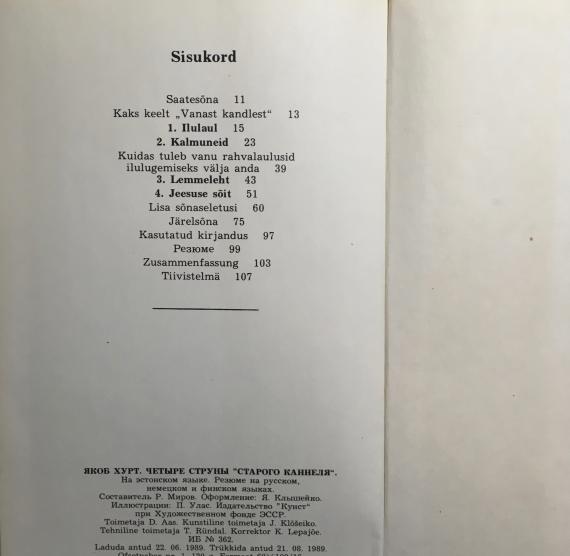 Sisukord
Saatesõna 11
Kaks keelt „Vanast kandlest“ 13
1. Ilulaul 15
2. Kalmuneid 23
Kuidas tuleb vanu rahvalaulusid
ilulugemiseks välja anda 39
3. Lemmeleht 43
4. Jeesuse sõit 51
Lisa sõnaseletusi 60
Järelsõna 75
Kasutatud kirjandus 97
Резюме 99
Zusammenfassung 103
Tiivistelmä 107
ЯКОБ ХУРТ. ЧЕТЫРЕ СТРУНЫ "СТАРОГО КАННЕЛЯ".
На эстонском языке. Резюме на русском,
немецком и финском языках.
Составитель Р. Миров. Оформление: Я. Клышейко.
Иллюстрации: П. Улас. Издательство "Кунст"
при Художественном фонде ЭССР.
Toimetaja D. Aas. Kunstiline toimetaja J. Klõšeiko.
Tehniline toimetaja T. Ründal. Korrektor K. Lepajõe.
ИБ № 362.
Laduda antud 22. 06. 1989. Trükkida antud 21. 08. 1989.